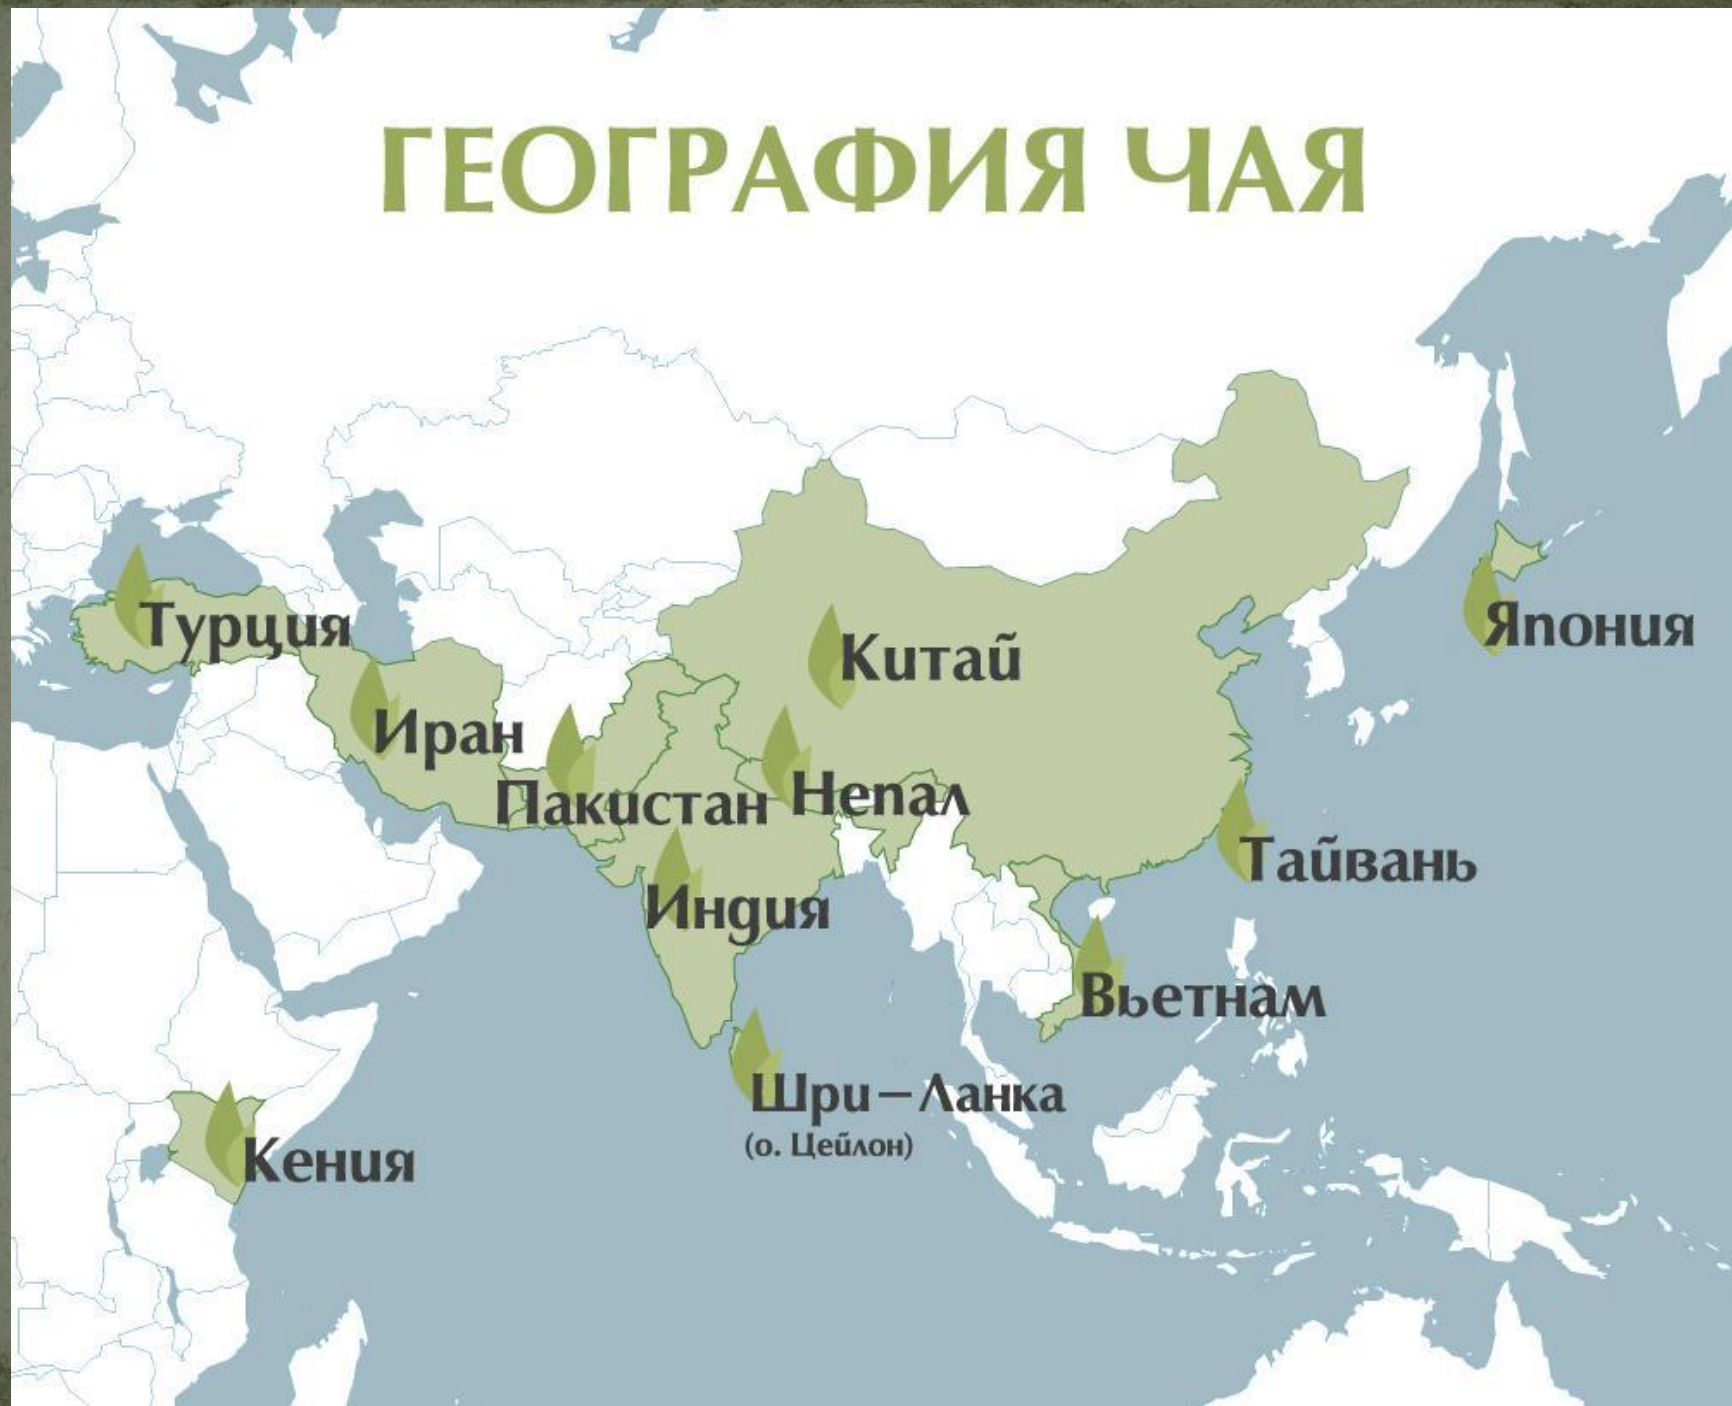 ГЕОГРАФИЯ ЧАЯ
Турция
Япония
Китай
Иран
Пакистан
Непал
Тайвань
Индия
Вьетнам
Шри–Ланка
(о. Цейлон)
Кения